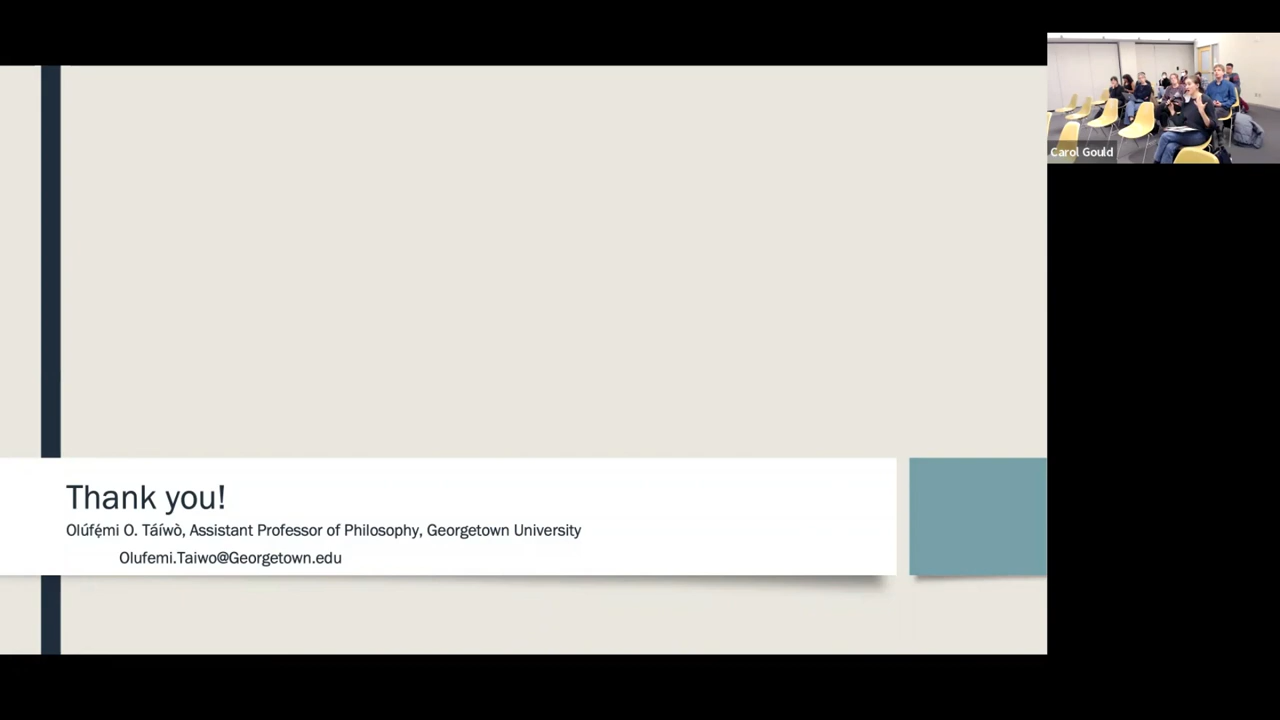 Carol Gould
Thank you!
Olúfẹ́mi O. Táíwò, Assistant Professor of Philosophy, Georgetown University
Olufemi.Taiwo@Georgetown.edu